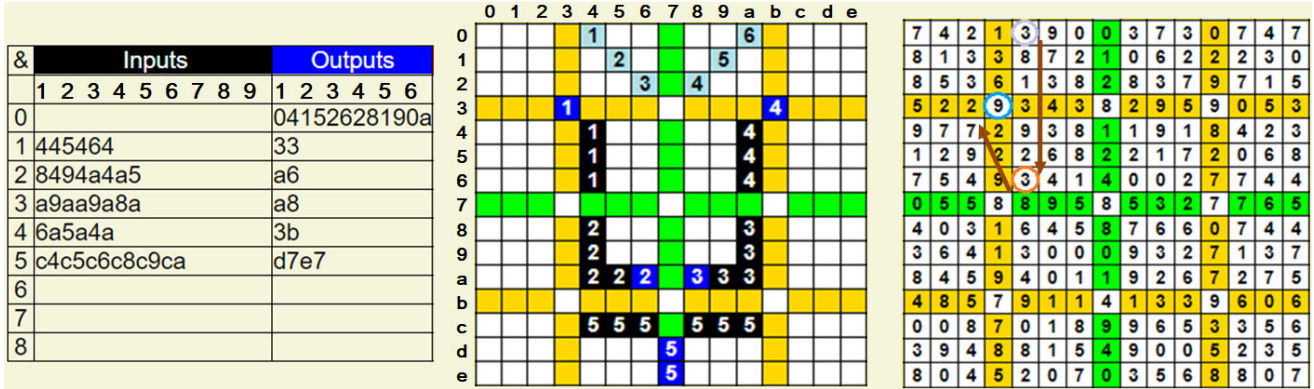 & Inputs Outputs
1 2 3 4 5 6 7 8 9 1 2 3 4 5 6
0 04152628190a
1 445464 33
2 8494a4a5 a6
3 a9aa9a8a a8
4 6a5a4a 3b
5 c4c5c6c8c9ca d7e7
6
7
8
0 1 2 3 4 5 6 7 8 9 a b c d e
0 1 6
1 2 5
2 3 4
3 1 4
4 1 4
5 1 4
6 1 4
7
8 2 3
9 2 3
a 2 2 2 3 3 3
b
c 5 5 5 5 5 5
d 5
e 5
7 4 2 1 3 9 0 0 3 7 3 0 7 4 7
8 1 3 3 8 7 2 1 0 6 2 2 2 3 0
8 5 3 6 1 3 8 2 8 3 7 9 7 1 5
5 2 2 9 3 4 3 8 2 9 5 9 0 5 3
9 7 7 2 9 3 8 1 1 9 1 8 4 2 3
1 2 9 2 2 6 8 2 2 1 7 2 0 6 8
7 5 4 9 3 4 1 4 0 0 2 7 7 4 4
0 5 5 8 8 9 5 8 5 3 2 7 7 6 5
4 0 3 1 6 4 5 8 7 6 6 0 7 4 4
3 6 4 1 3 0 0 0 9 3 2 7 1 3 7
8 4 5 9 4 0 1 1 9 2 6 7 2 7 5
4 8 5 7 9 1 1 4 1 3 3 9 6 0 6
0 0 8 7 0 1 8 9 9 6 5 3 3 5 6
3 9 4 8 8 1 5 4 9 0 0 5 2 3 5
8 0 4 5 2 0 7 0 3 5 6 8 8 0 7